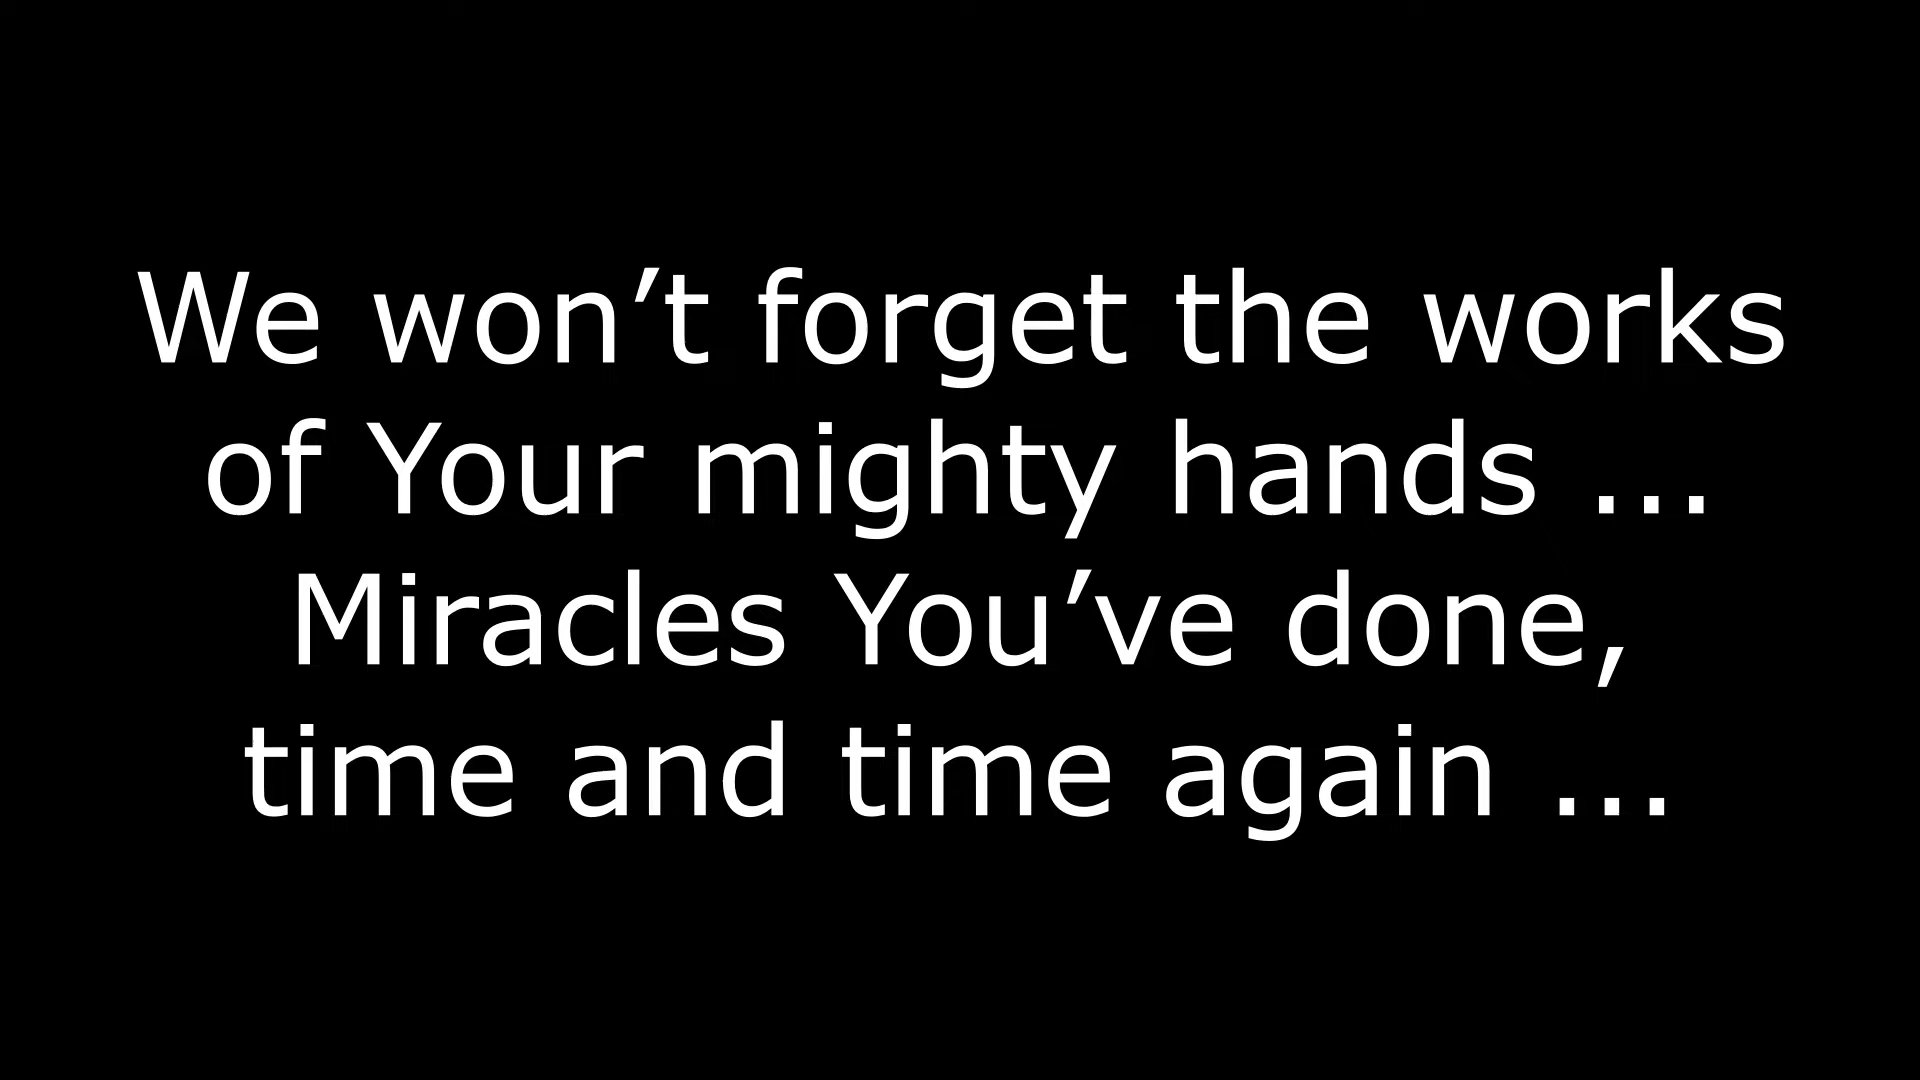 We won’t forget the works
of Your mighty hands ...
Miracles You’ve done,
time and time again ...